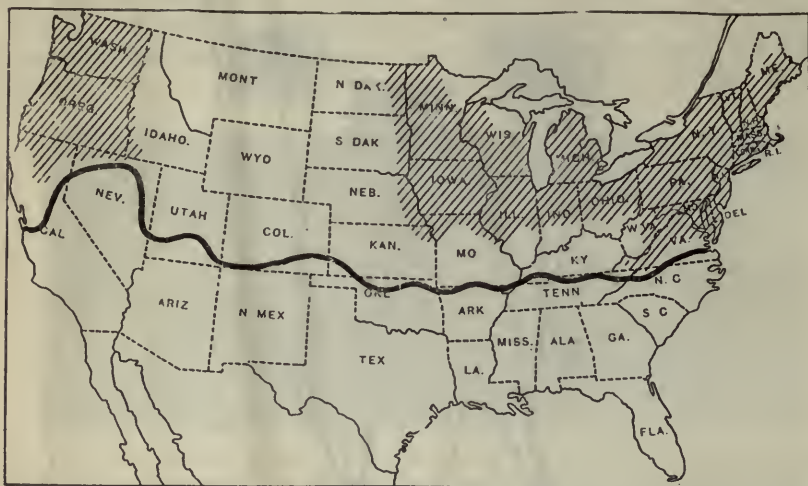 WASH
MONT
N DAK.
MINN.
ME.
OREG.
IDAHO.
S DAK
WIS
VT.
N.H.
N.Y.
MASS.
WYO
MICH
R.I.
NEB.
IOWA
PA.
NEV.
UTAH
COL.
ILL.
IND
OHIO
DEL
CAL
KAN.
MO
W VA.
VA.
KY
N.C
ARIZ
N MEX
OKL
TENN
ARK
S C
TEX
MISS.
ALA
GA.
LA.
FLA.